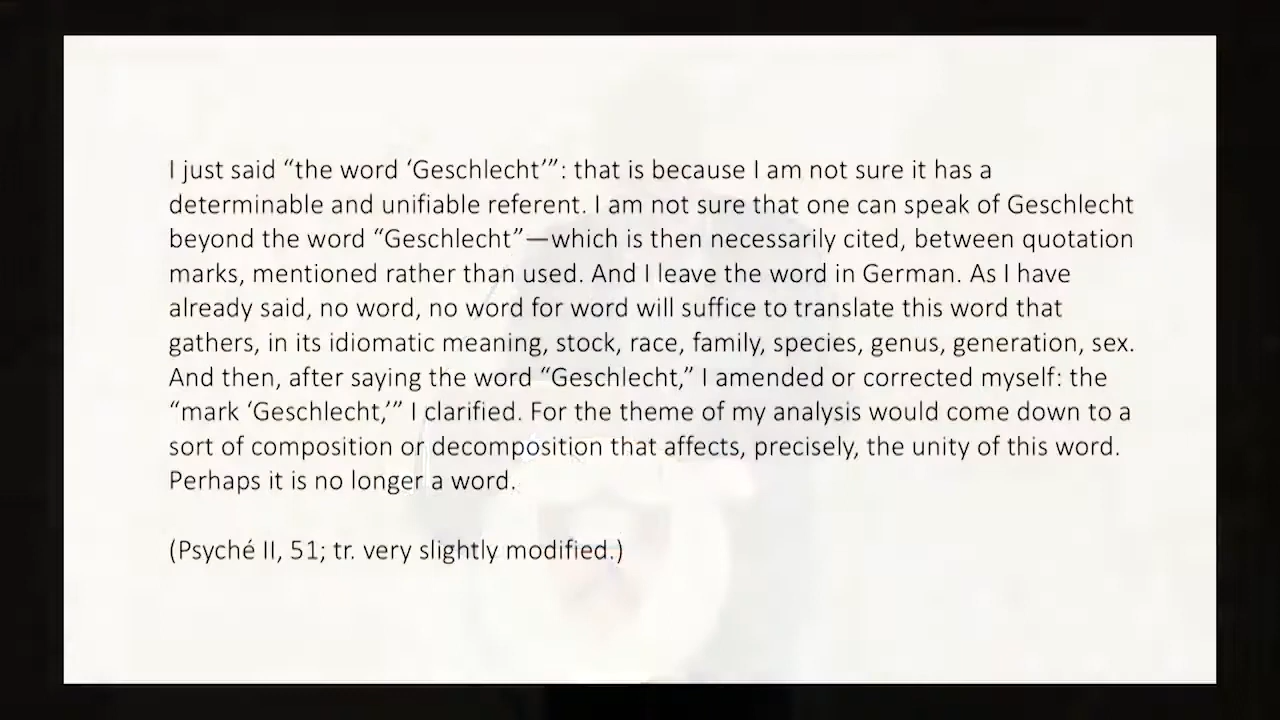 I just said “the word ‘Geschlecht’”: that is because I am not sure it has a
determinable and unifiable referent. I am not sure that one can speak of Geschlecht
beyond the word “Geschlecht”—which is then necessarily cited, between quotation
marks, mentioned rather than used. And I leave the word in German. As I have
already said, no word, no word for word will suffice to translate this word that
gathers, in its idiomatic meaning, stock, race, family, species, genus, generation, sex.
And then, after saying the word “Geschlecht,” I amended or corrected myself: the
“mark ‘Geschlecht,’” I clarified. For the theme of my analysis would come down to a
sort of composition or decomposition that affects, precisely, the unity of this word.
Perhaps it is no longer a word.
(Psyché II, 51; tr. very slightly modified.)